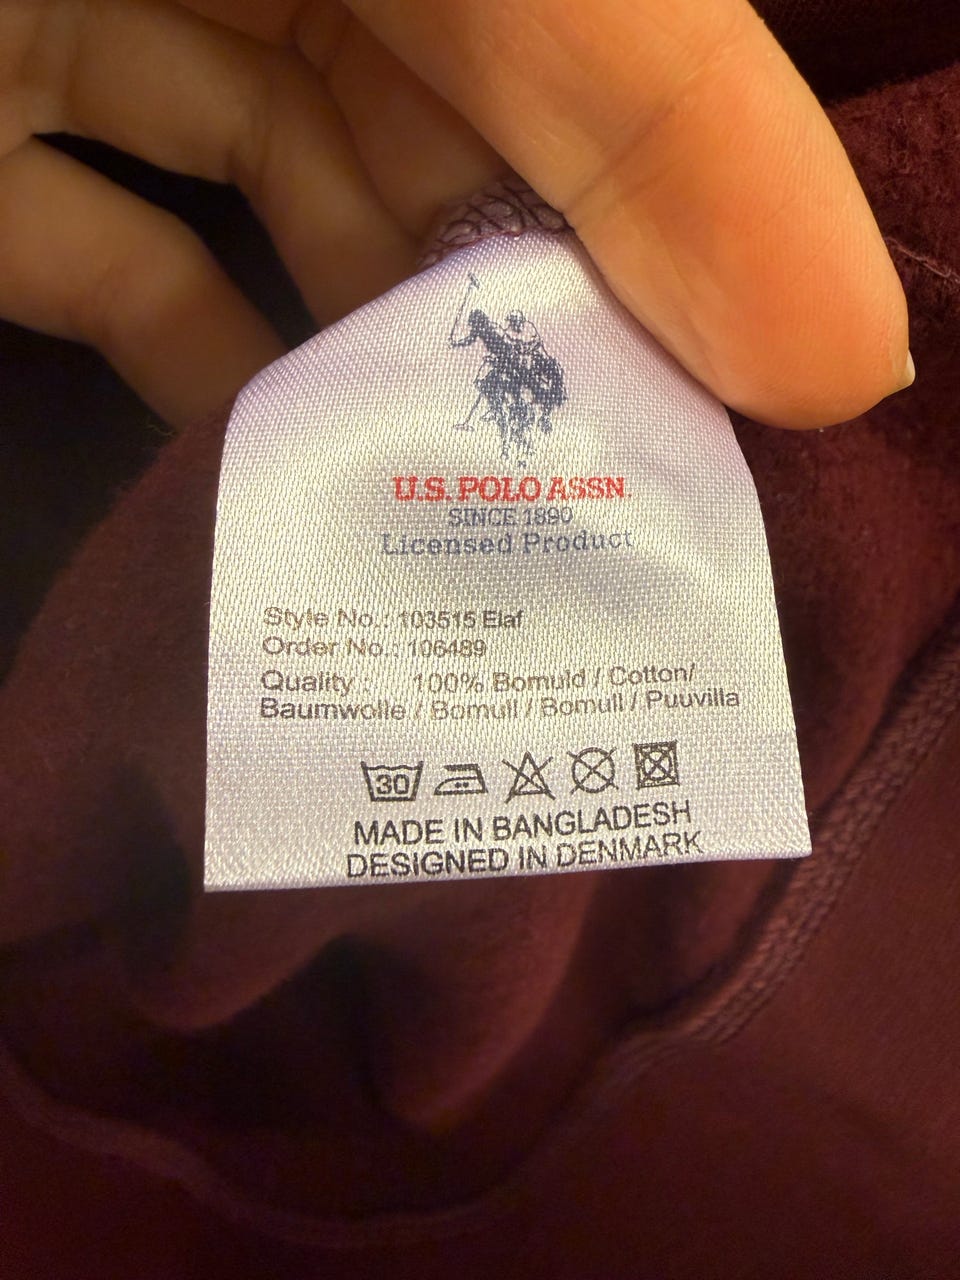 U.S. POLO ASSN.
SINCE 1890
Licensed Product
Style No.: 103515 Elaf
Order No.: 106489
Quality : 100% Bomuld / Cotton/
Baumwolle / Bomull / Bomull / Puuvilla
30
MADE IN BANGLADESH
DESIGNED IN DENMARK